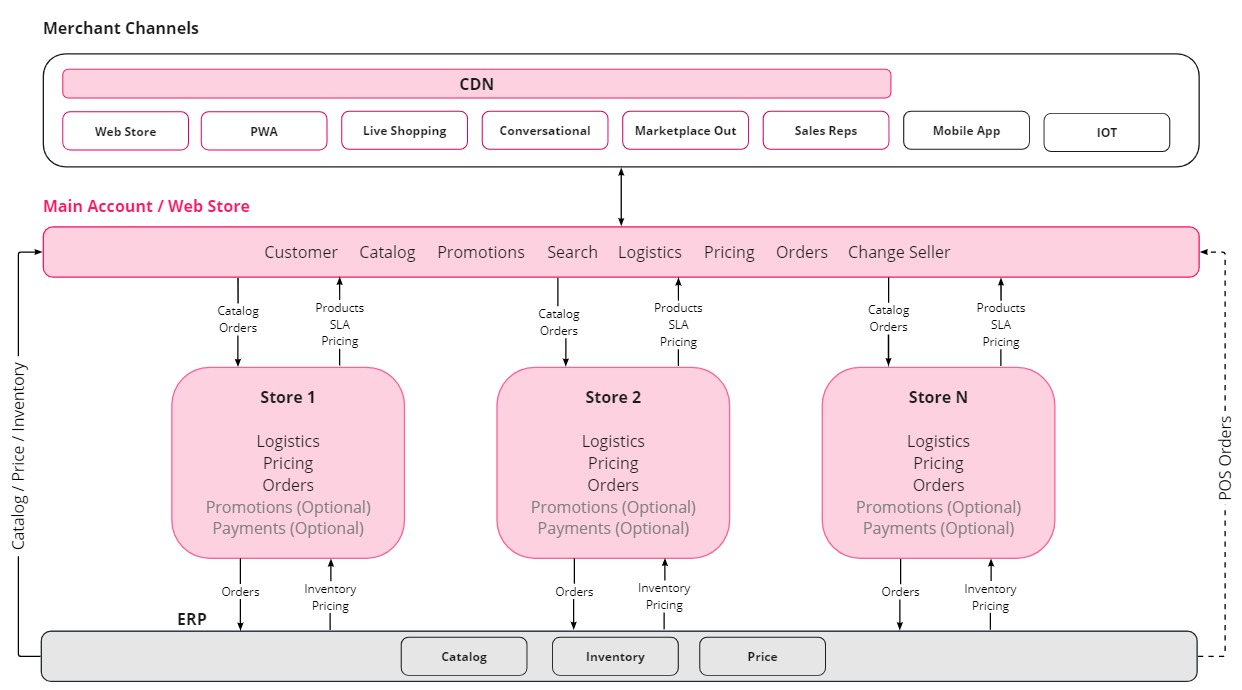 Merchant Channels
CDN
Web Store
PWA
Live Shopping
Conversational
Marketplace Out
Sales Reps
Mobile App
IOT
Main Account / Web Store
Customer Catalog Promotions Search Logistics Pricing Orders Change Seller
Catalog
Orders
Products
SLA
Pricing
Catalog
Orders
Products
SLA
Pricing
Catalog
Orders
Products
SLA
Pricing
Catalog / Price / Inventory
Store 1
Logistics
Pricing
Orders
Promotions (Optional)
Payments (Optional)
Store 2
Logistics
Pricing
Orders
Promotions (Optional)
Payments (Optional)
Store N
Logistics
Pricing
Orders
Promotions (Optional)
Payments (Optional)
POS Orders
Orders
Inventory
Pricing
Orders
Inventory
Pricing
Orders
Inventory
Pricing
ERP
Catalog
Inventory
Price